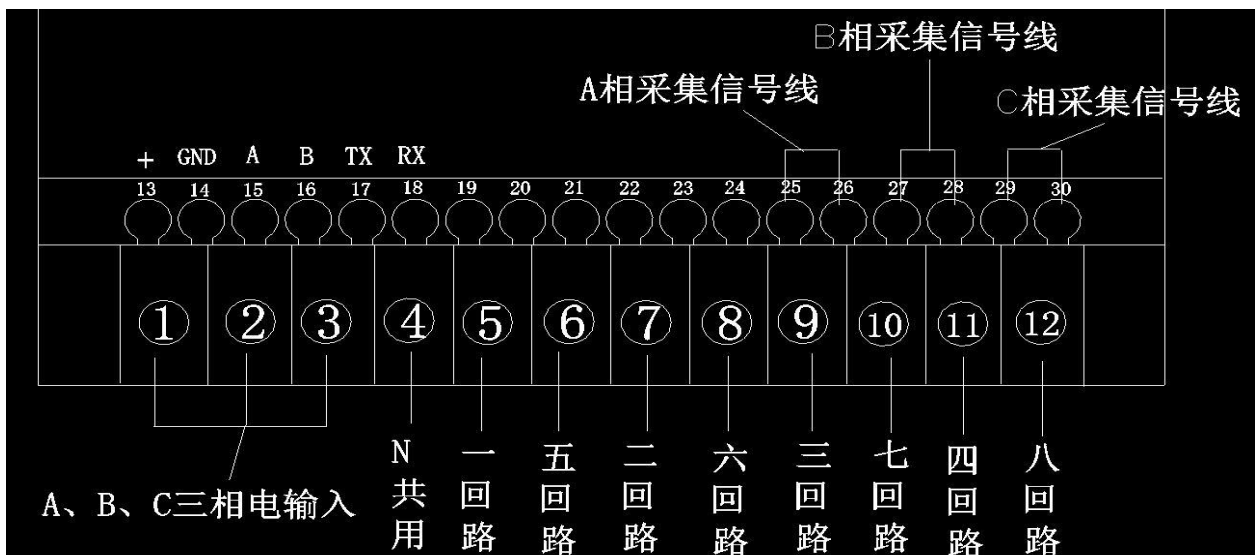 B相采集信号线
A相采集信号线
C相采集信号线
+ GND A B TX RX
13 14 15 16 17 18 19 20 21 22 23 24 25 26 27 28 29 30
1 2 3 4 5 6 7 8 9 10 11 12
A、B、C三相电输入
N共用
一回路
五回路
二回路
六回路
三回路
七回路
四回路
八回路